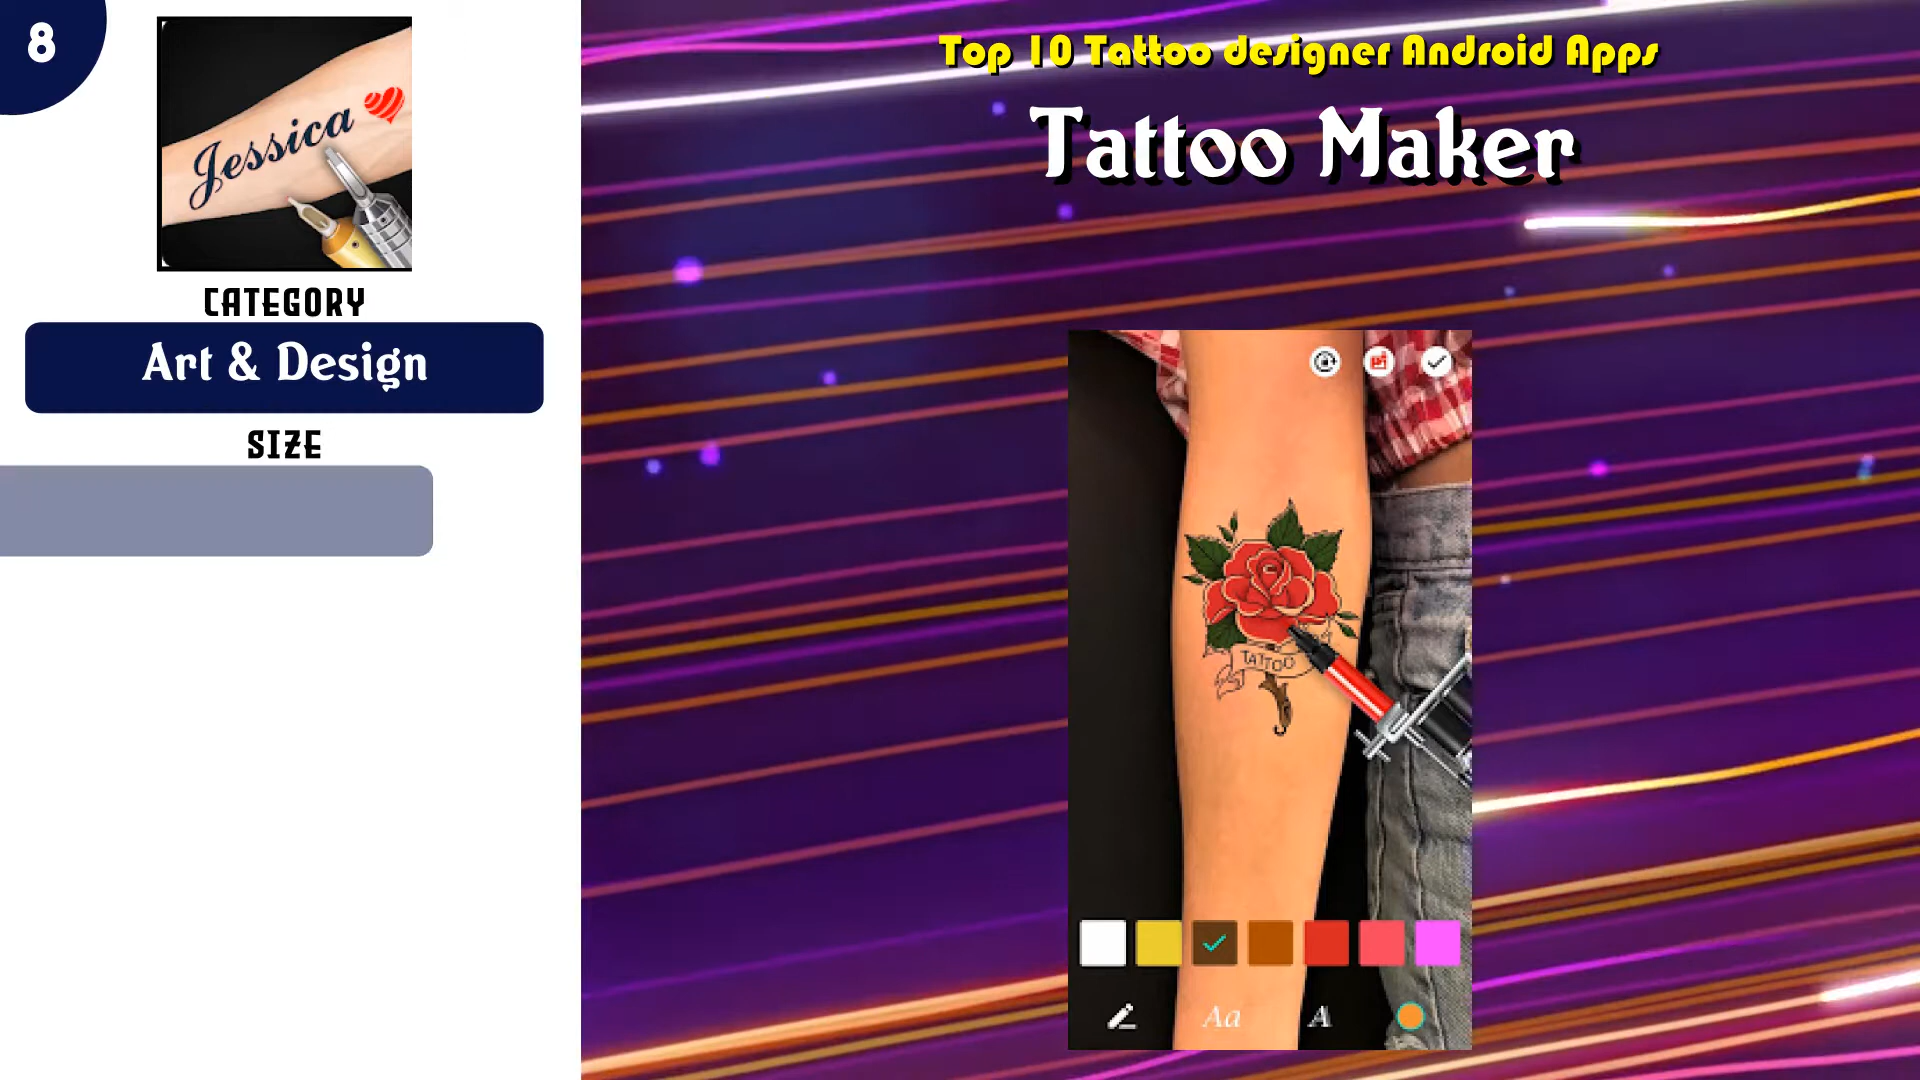 8
Jessica
CATEGORY
Art & Design
SIZE
Top 10 Tattoo designer Android Apps
Tattoo Maker
TATTOO
Aa
A